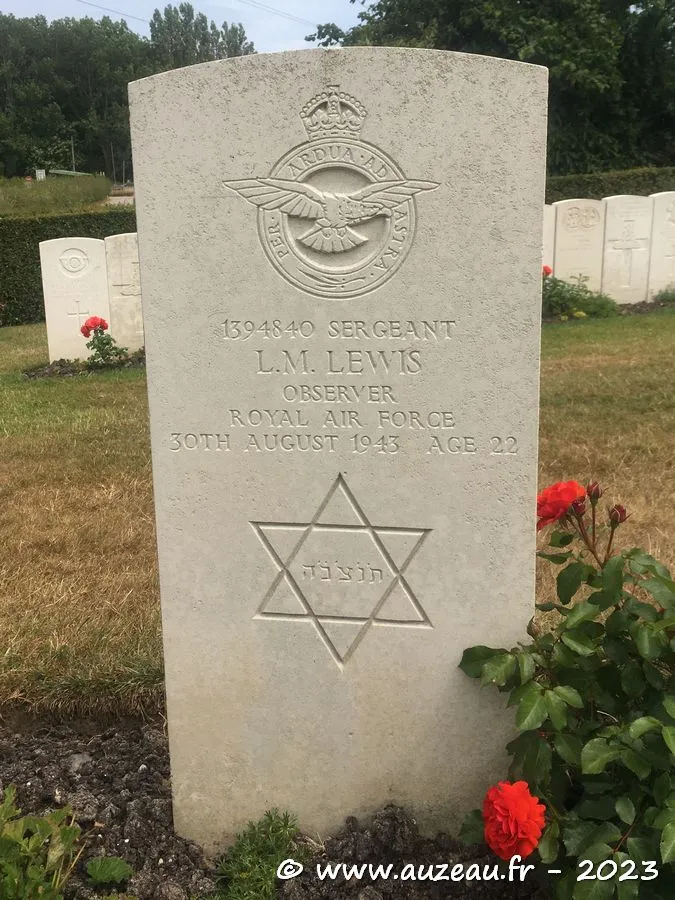 PER · ARDUA · AD · ASTRA
1394840 SERGEANT
L.M. LEWIS
OBSERVER
ROYAL AIR FORCE
30TH AUGUST 1943 AGE 22
תׄנׄצׄבׄה
© www.auzeau.fr - 2023